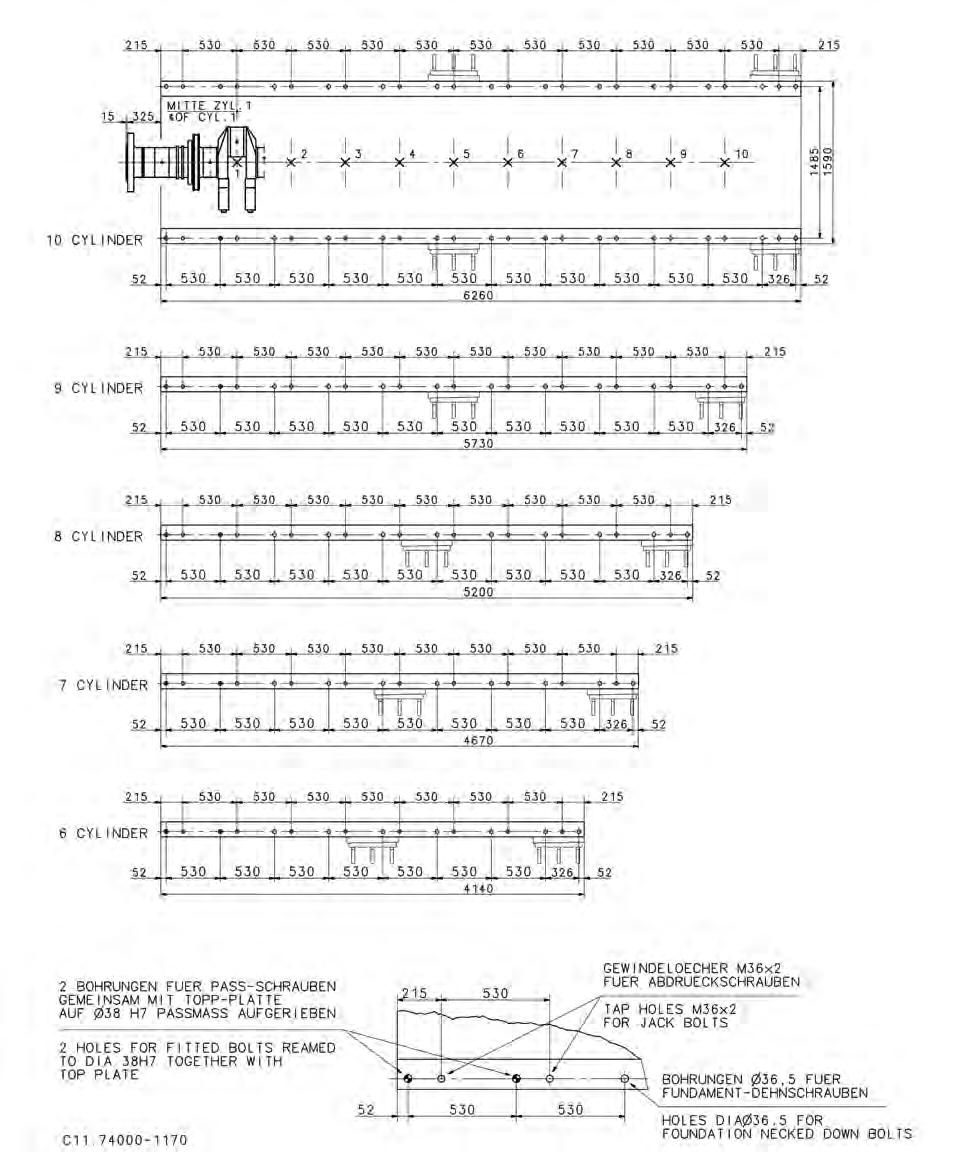 215 530 530 530 530 530 530 530 530 530 530 530 215
MITTE ZYL. 1
℄OF CYL. 1
15 325
1 2 3 4 5 6 7 8 9 10
1485
1590
10 CYLINDER
52 530 530 530 530 530 530 530 530 530 530 530 326 52
6260
215 530 530 530 530 530 530 530 530 530 530 215
9 CYLINDER
52 530 530 530 530 530 530 530 530 530 530 326 52
5730
215 530 530 530 530 530 530 530 530 530 215
8 CYLINDER
52 530 530 530 530 530 530 530 530 530 326 52
5200
215 530 530 530 530 530 530 530 530 215
7 CYLINDER
52 530 530 530 530 530 530 530 530 326 52
4670
215 530 530 530 530 530 530 530 215
6 CYLINDER
52 530 530 530 530 530 530 530 326 52
4140
2 BOHRUNGEN FUER PASS-SCHRAUBEN
GEMEINSAM MIT TOPP-PLATTE
AUF Ø38 H7 PASSMASS AUFGERIEBEN
2 HOLES FOR FITTED BOLTS REAMED
TO DIA 38H7 TOGETHER WITH
TOP PLATE
215 530
GEWINDELOECHER M36x2
FUER ABDRUECKSCHRAUBEN
TAP HOLES M36x2
FOR JACK BOLTS
52 530 530
BOHRUNGEN Ø36,5 FUER
FUNDAMENT-DEHNSCHRAUBEN
HOLES DIAØ36.5 FOR
FOUNDATION NECKED DOWN BOLTS
C11.74000-1170